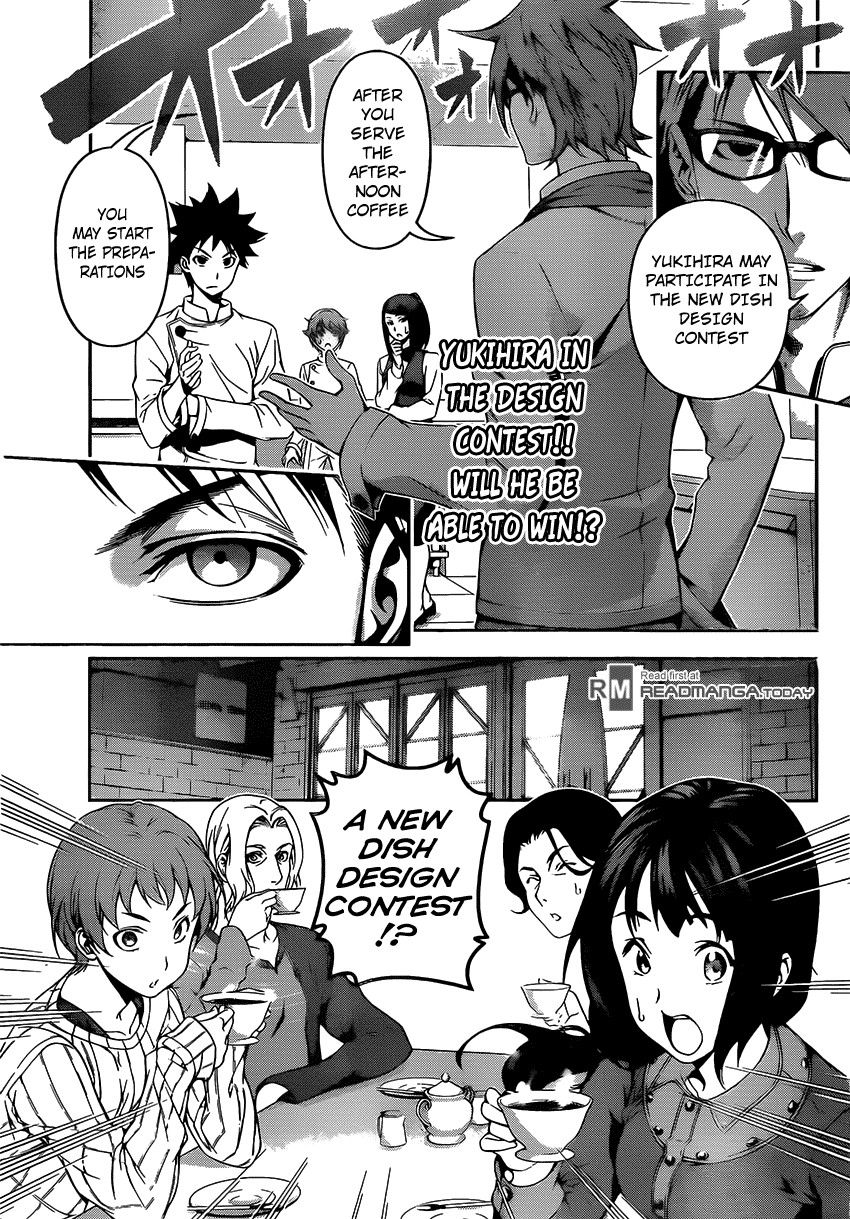 オオオオ
YUKIHIRA MAY
PARTICIPATE IN
THE NEW DISH
DESIGN
CONTEST
AFTER
YOU
SERVE
THE
AFTER-
NOON
COFFEE
YOU
MAY START
THE PREPA-
RATIONS
YUKIHIRA IN
THE DESIGN
CONTEST!!
WILL HE BE
ABLE TO WIN!?
RM
Read first at
READMANGA.TODAY
A NEW
DISH
DESIGN
CONTEST
!?